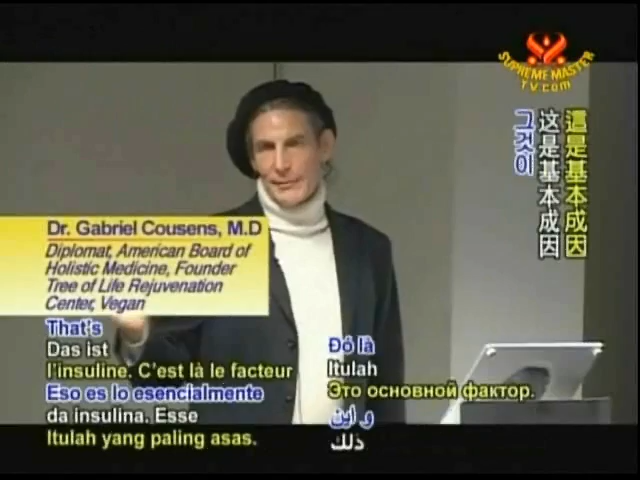 SUPREME MASTER
TV.com
這是基本成因
这是基本成因
그것이
Dr. Gabriel Cousens, M.D
Diplomat, American Board of
Holistic Medicine, Founder
Tree of Life Rejuvenation
Center, Vegan
That's
Das ist
l'insuline. C'est là le facteur
Eso es lo esencialmente
da insulina. Esse
Itulah yang paling asas.
Đó là
Itulah
Это основной фактор.
و این
ذلك